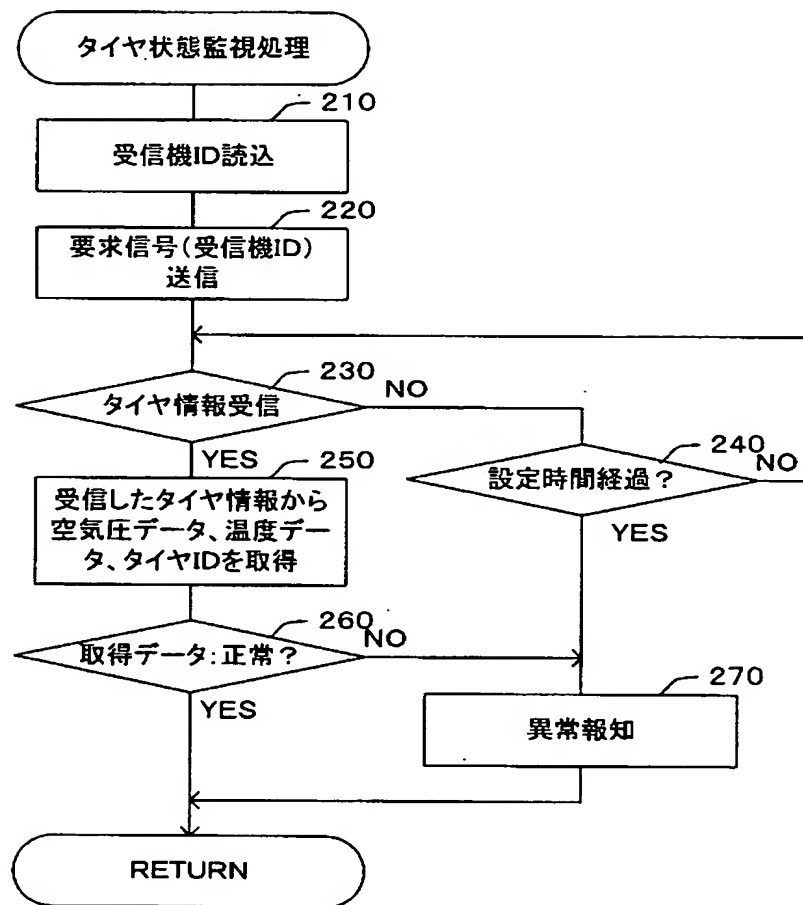 タイヤ状態監視処理
210
受信機ID読込
220
要求信号(受信機ID)
送信
230
タイヤ情報受信
NO
YES
240
設定時間経過?
NO
YES
250
受信したタイヤ情報から
空気圧データ、温度デー
タ、タイヤIDを取得
260
取得データ:正常?
NO
YES
270
異常報知
RETURN